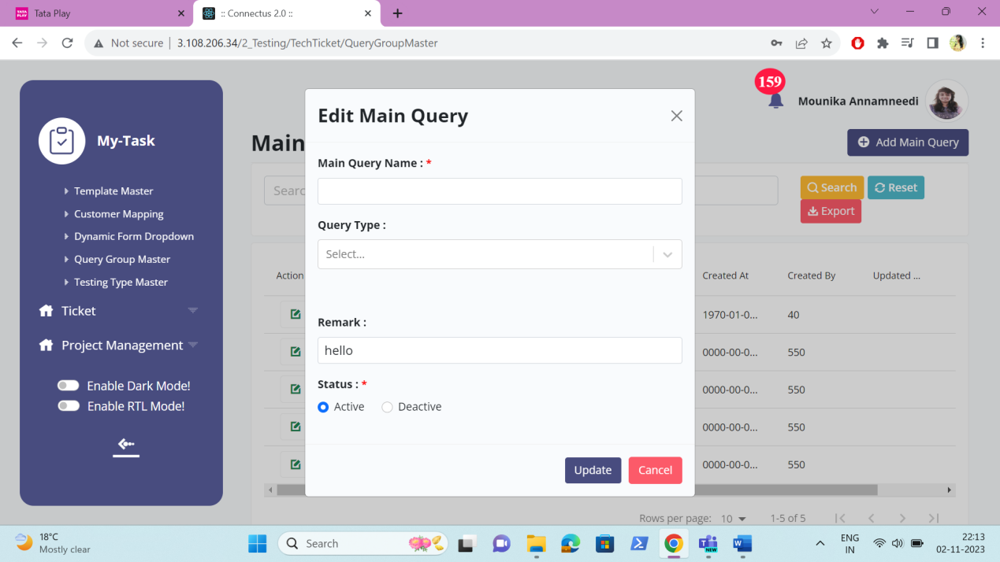 TATA PLAY
Tata Play
:: Connectus 2.0 ::
Not secure
3.108.206.34/2_Testing/TechTicket/QueryGroupMaster
159
Mounika Annamneedi
My-Task
Template Master
Customer Mapping
Dynamic Form Dropdown
Query Group Master
Testing Type Master
Ticket
Project Management
Enable Dark Mode!
Enable RTL Mode!
Main
Add Main Query
Searc
Search
Reset
Export
Edit Main Query
Main Query Name : *
Query Type :
Select...
Remark :
hello
Status : *
Active Deactive
Update Cancel
Action Created At Created By Updated ...
1970-01-0... 40
0000-00-0... 550
0000-00-0... 550
0000-00-0... 550
0000-00-0... 550
Rows per page: 10 1-5 of 5
18°C
Mostly clear
Search
NEW
ENG
IN
22:13
02-11-2023